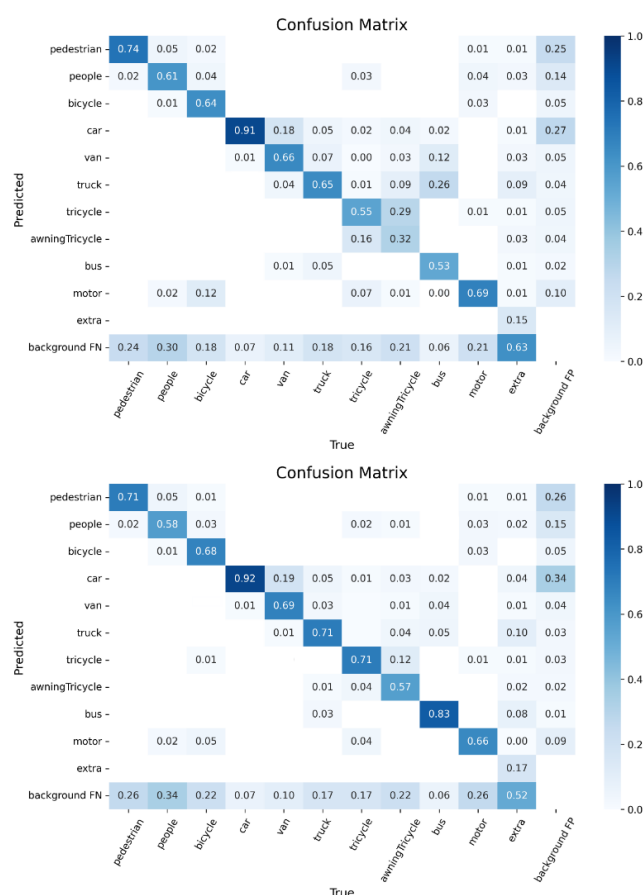 Confusion Matrix
pedestrian 0.74 0.05 0.02 0.01 0.01 0.25
people 0.02 0.61 0.04 0.03 0.04 0.03 0.14
bicycle 0.01 0.64 0.03 0.05
car 0.91 0.18 0.05 0.02 0.04 0.02 0.01 0.27
van 0.01 0.66 0.07 0.00 0.03 0.12 0.03 0.05
truck 0.04 0.65 0.01 0.09 0.26 0.09 0.04
tricycle 0.55 0.29 0.01 0.01 0.05
awningTricycle 0.16 0.32 0.03 0.04
bus 0.01 0.05 0.53 0.01 0.02
motor 0.02 0.12 0.07 0.01 0.00 0.69 0.01 0.10
extra 0.15
background FN 0.24 0.30 0.18 0.07 0.11 0.18 0.16 0.21 0.06 0.21 0.63
pedestrian people bicycle car van truck tricycle awningTricycle bus motor extra background FP
True
Predicted
1.0
0.8
0.6
0.4
0.2
0.0
Confusion Matrix
pedestrian 0.71 0.05 0.01 0.01 0.01 0.26
people 0.02 0.58 0.03 0.02 0.01 0.03 0.02 0.15
bicycle 0.01 0.68 0.03 0.05
car 0.92 0.19 0.05 0.01 0.03 0.02 0.04 0.34
van 0.01 0.69 0.03 0.01 0.04 0.01 0.04
truck 0.01 0.71 0.04 0.05 0.10 0.03
tricycle 0.01 0.71 0.12 0.01 0.01 0.03
awningTricycle 0.01 0.04 0.57 0.02 0.02
bus 0.03 0.83 0.08 0.01
motor 0.02 0.05 0.04 0.66 0.00 0.09
extra 0.17
background FN 0.26 0.34 0.22 0.07 0.10 0.17 0.17 0.22 0.06 0.26 0.52
pedestrian people bicycle car van truck tricycle awningTricycle bus motor extra background FP
True
Predicted
1.0
0.8
0.6
0.4
0.2
0.0